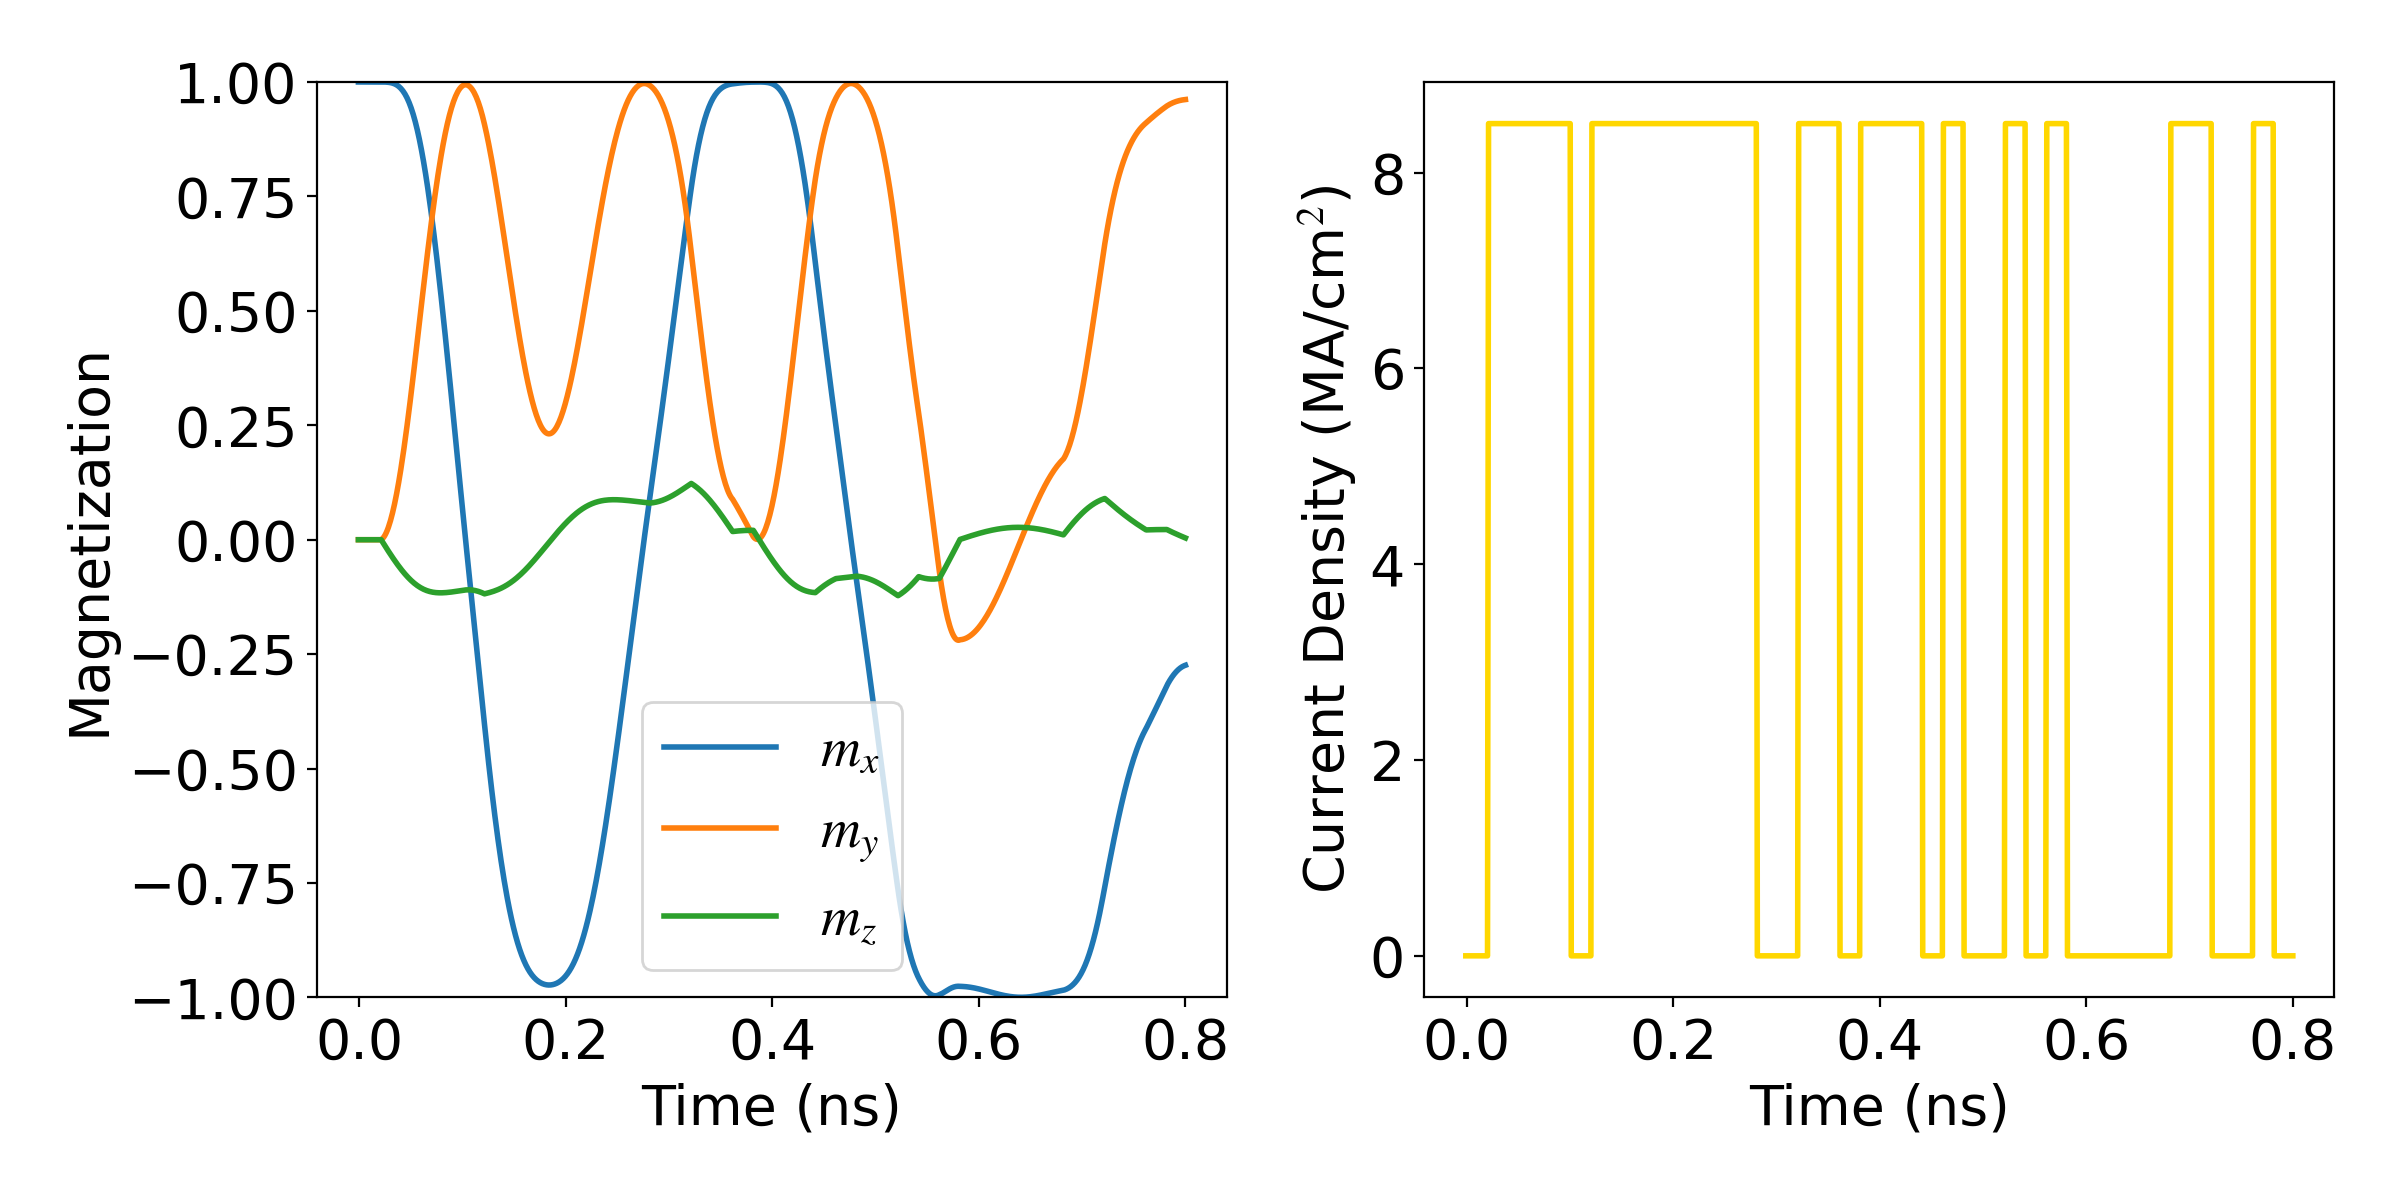 1.00
0.75
0.50
0.25
0.00
−0.25
−0.50
−0.75
−1.00
Magnetization
0.0 0.2 0.4 0.6 0.8
Time (ns)
m_x
m_y
m_z
8
6
4
2
0
Current Density (MA/cm²)
0.0 0.2 0.4 0.6 0.8
Time (ns)